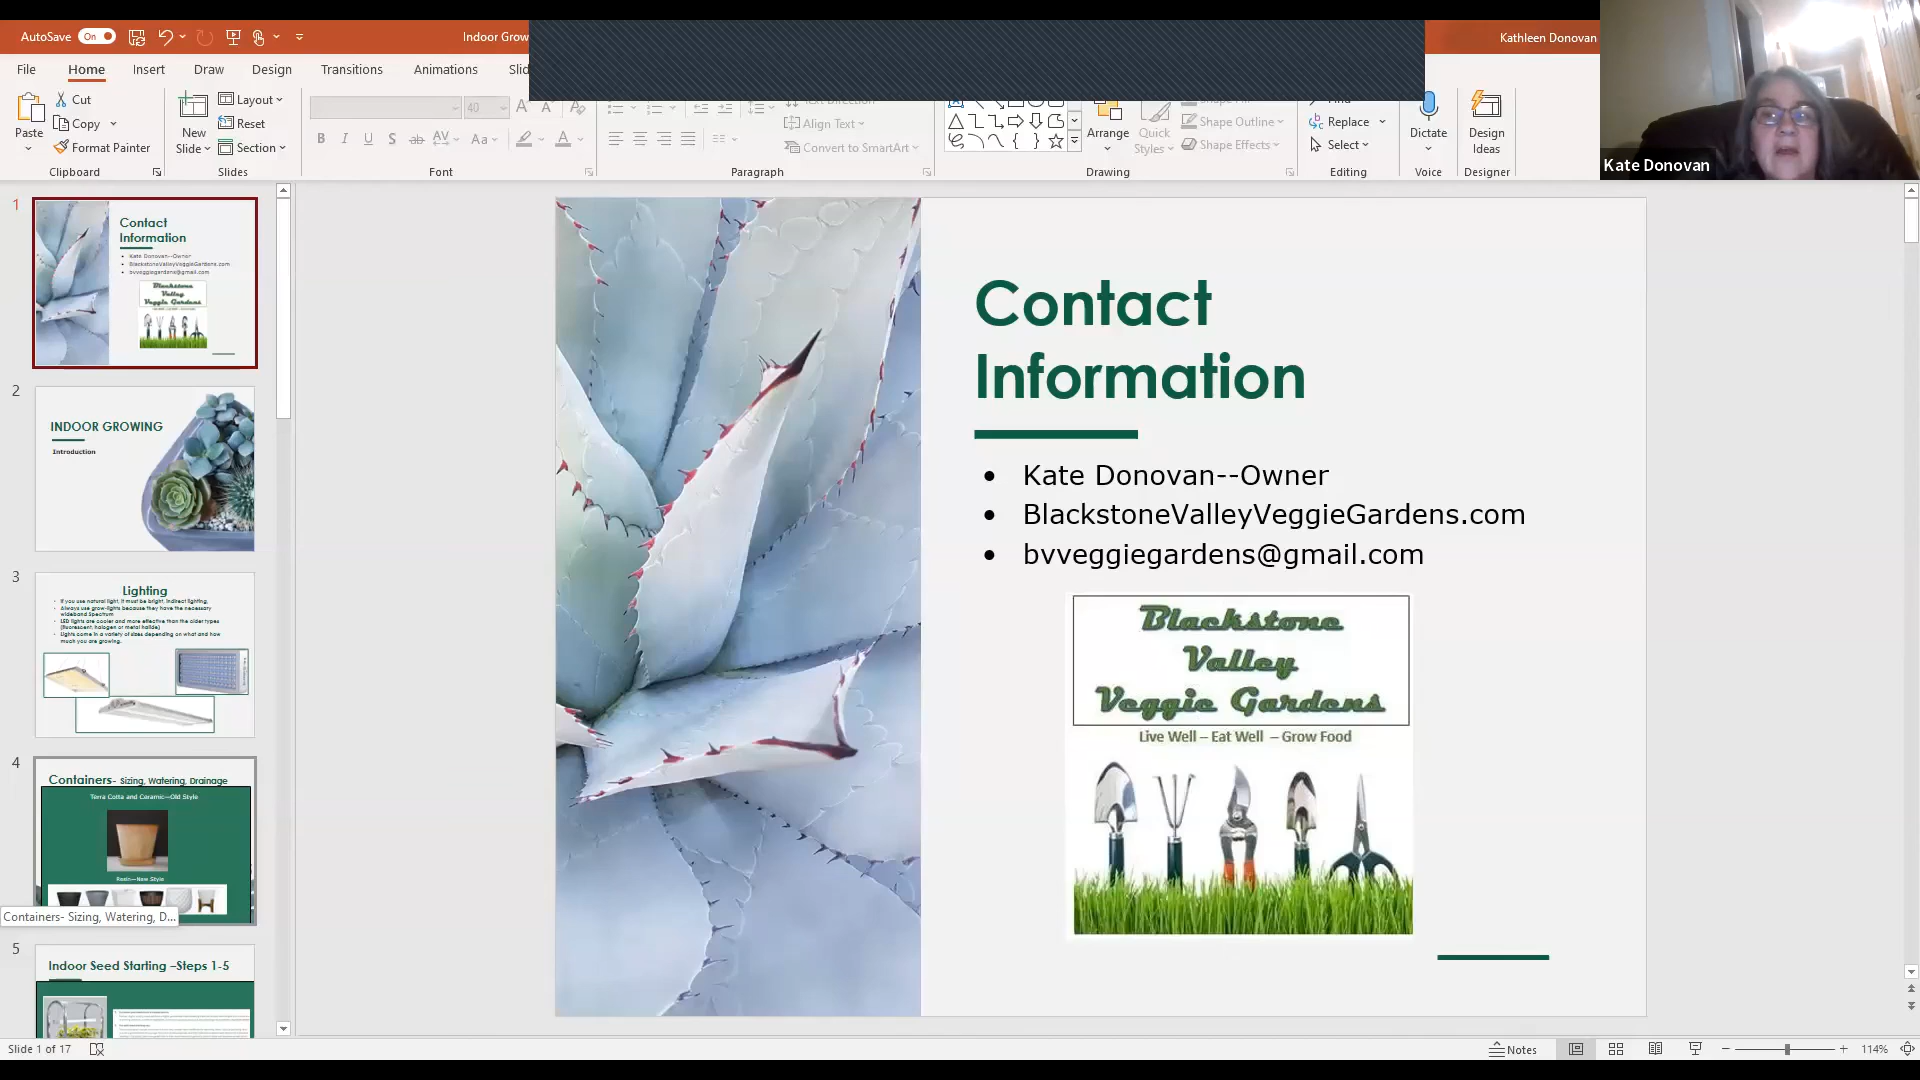 AutoSave On
Indoor Grow
Kathleen Donovan
File Home Insert Draw Design Transitions Animations Slid
Paste
Cut
Copy
Format Painter
Clipboard
New
Slide
Layout
Reset
Section
Slides
40
Font
Text Direction
Align Text
Convert to SmartArt
Paragraph
Arrange
Quick
Styles
Shape Outline
Shape Effects
Drawing
Find
Replace
Select
Editing
Dictate
Voice
Design
Ideas
Designer
Kate Donovan
1
Contact
Information
Kate Donovan--Owner
BlackstoneValleyVeggieGardens.com
bvveggiegardens@gmail.com
Blackstone
Valley
Veggie Gardens
2
INDOOR GROWING
Introduction
3
Lighting
If you use natural light, it must be bright, indirect lighting.
Always use grow-lights because they have the necessary
wideband Spectrum
LED lights are cooler and more effective than the older types
(fluorescent, halogen or metal halide)
Lights come in a variety of sizes depending on what and how
much you are growing.
4
Containers- Sizing, Watering, Drainage
Terra Cotta and Ceramic—Old Style
Resin—New Style
Containers- Sizing, Watering, D...
5
Indoor Seed Starting –Steps 1-5
Contact
Information
• Kate Donovan--Owner
• BlackstoneValleyVeggieGardens.com
• bvveggiegardens@gmail.com
Blackstone
Valley
Veggie Gardens
Live Well – Eat Well – Grow Food
Slide 1 of 17
Notes
114%